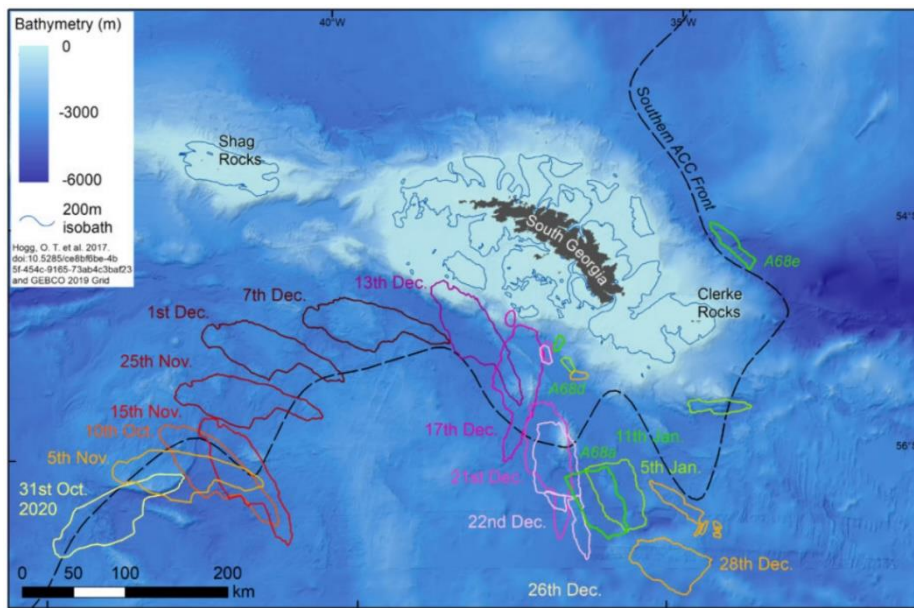 Bathymetry (m)
0
-3000
-6000
200m
isobath
Hogg, O. T. et al. 2017.
doi:10.5285/ce8bf6be-4b
5f-454c-9165-73ab4c3baf23
and GEBCO 2019 Grid
40°W
35°W
54°S
56°S
Shag
Rocks
South Georgia
Clerke
Rocks
Southern ACC Front
A68e
13th Dec.
7th Dec.
1st Dec.
25th Nov.
15th Nov.
10th Oct.
5th Nov.
31st Oct.
2020
A68d
17th Dec.
21st Dec.
A68a
11th Jan.
5th Jan.
22nd Dec.
28th Dec.
26th Dec.
0 50 100 200
km